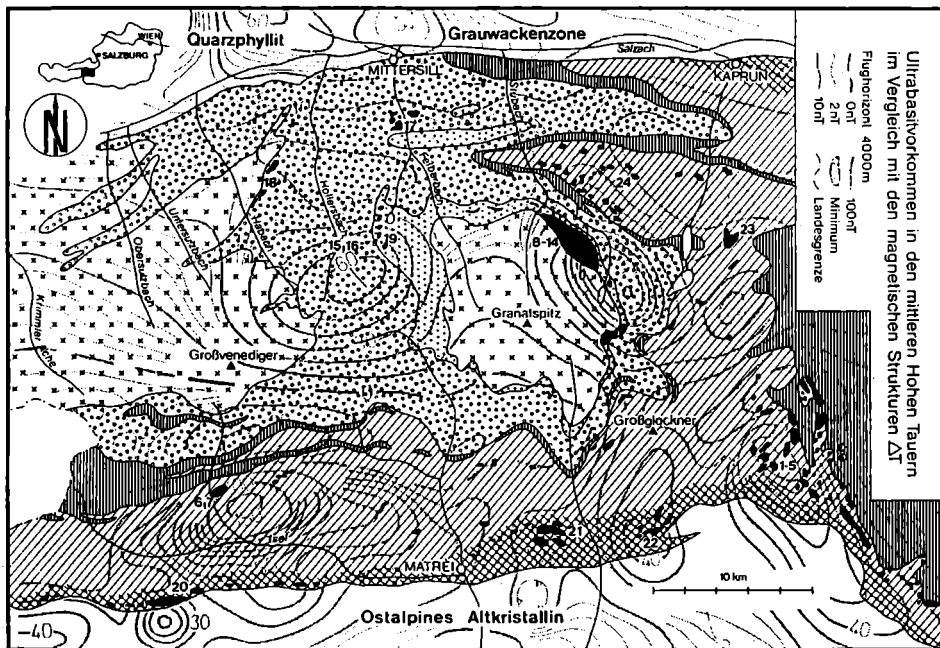 Ultrabasitvorkommen in den mittleren Hohen Tauern
im Vergleich mit den magnetischen Strukturen ΔT
Flughorizont 4000m
0nT
2nT
10nT
100nT
Minimum
Landesgrenze
WIEN
SALZBURG
N
60
Quarzphyllit
Grauwackenzone
Salzach
MITTERSILL
KAPRUN
Stubach
Felberbach
Hollersbach
Habach
Untersulzbach
Obersulzbach
Krimmler Ache
17
18
15-16
19
60
8-14
24
23
Granatspitz
Großvenediger
Großglockner
1-5
6
Isel
21
22
40
MATREI
20
30
-40
10 km
Ostalpines Altkristallin
40